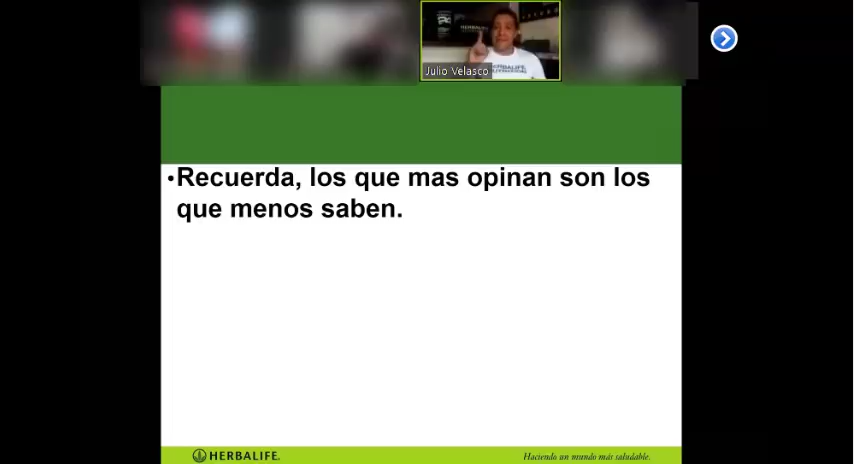 Julio Velasco
•Recuerda, los que mas opinan son los
que menos saben.
HERBALIFE.
Haciendo un mundo más saludable.